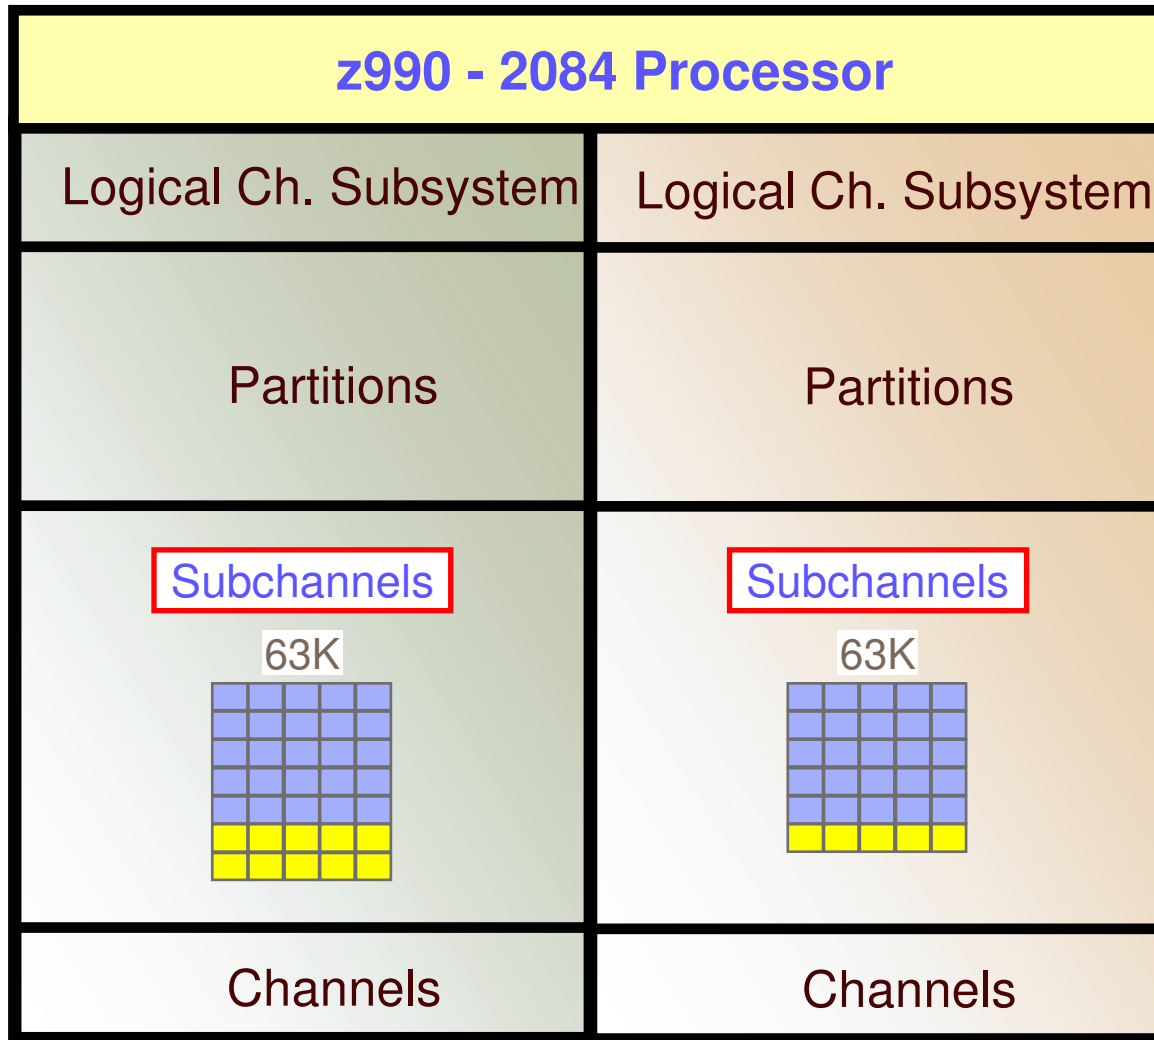 z990 - 2084 Processor
Logical Ch. Subsystem
Logical Ch. Subsystem
Partitions
Partitions
Subchannels
Subchannels
63K
63K
Channels
Channels